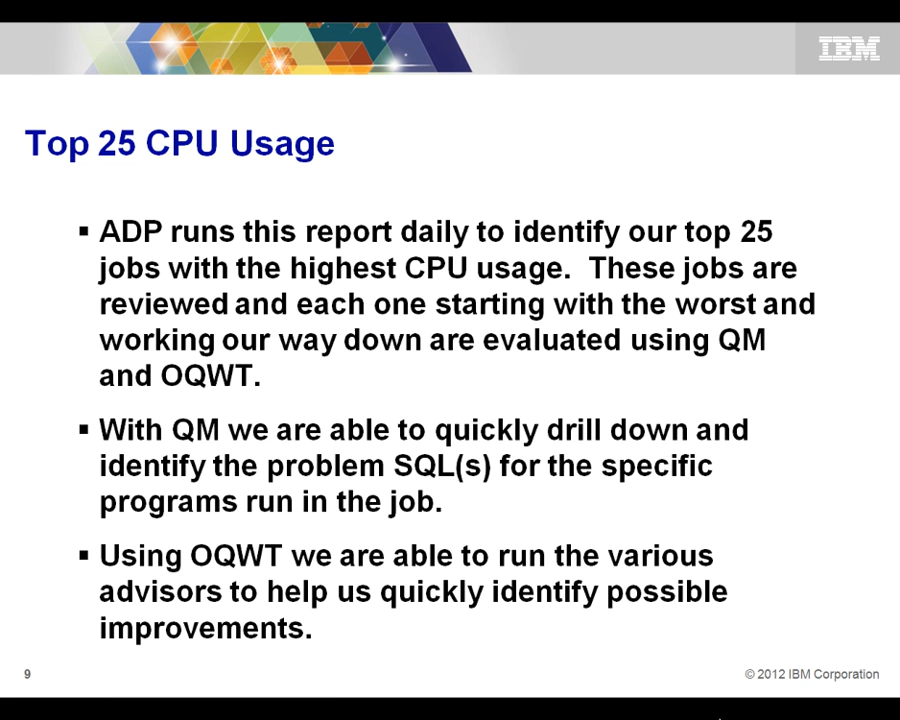 IBM
Top 25 CPU Usage
▪ ADP runs this report daily to identify our top 25
jobs with the highest CPU usage.  These jobs are
reviewed and each one starting with the worst and
working our way down are evaluated using QM
and OQWT.
▪ With QM we are able to quickly drill down and
identify the problem SQL(s) for the specific
programs run in the job.
▪ Using OQWT we are able to run the various
advisors to help us quickly identify possible
improvements.
9
© 2012 IBM Corporation